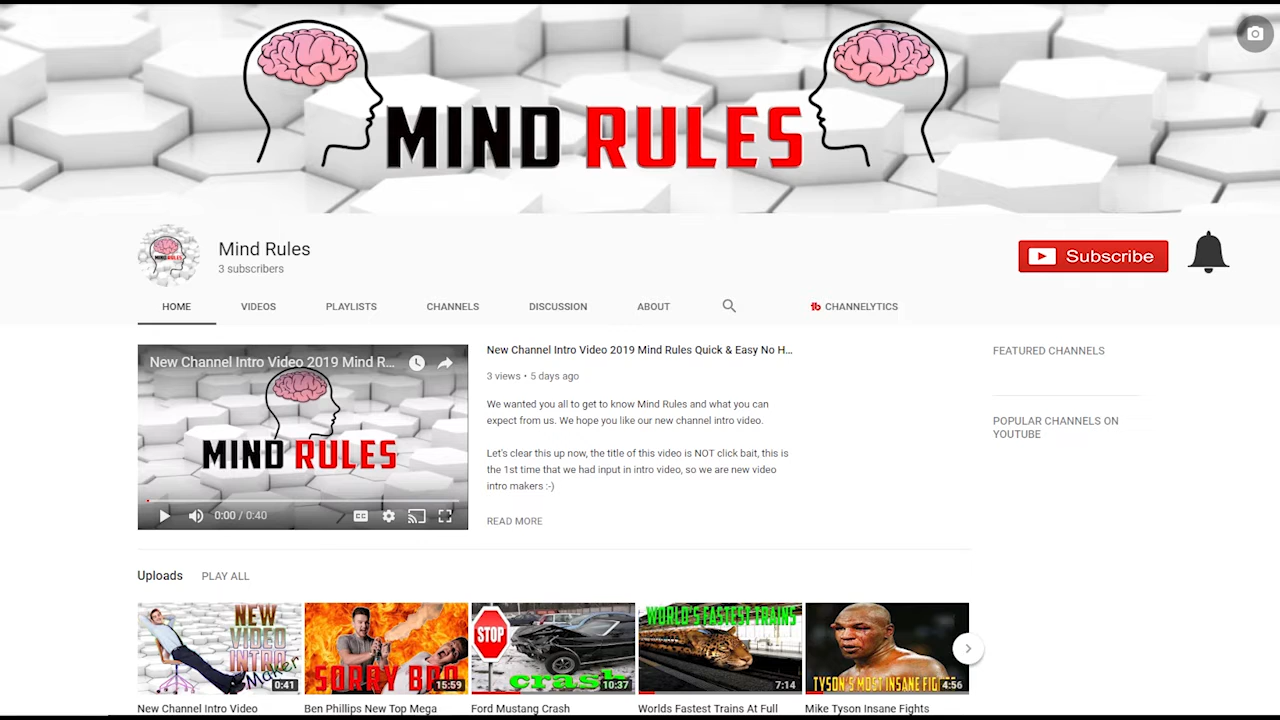 MIND RULES
MIND RULES
Mind Rules
3 subscribers
Subscribe
HOME
VIDEOS
PLAYLISTS
CHANNELS
DISCUSSION
ABOUT
CHANNELYTICS
New Channel Intro Video 2019 Mind R...
MIND RULES
0:00 / 0:40
CC
New Channel Intro Video 2019 Mind Rules Quick & Easy No H...
3 views • 5 days ago
We wanted you all to get to know Mind Rules and what you can
expect from us. We hope you like our new channel intro video.
Let's clear this up now, the title of this video is NOT click bait, this is
the 1st time that we had input in intro video, so we are new video
intro makers :-)
READ MORE
FEATURED CHANNELS
POPULAR CHANNELS ON
YOUTUBE
Uploads
PLAY ALL
NEW
VIDEO
INTRO
Maker
0:41
SORRY BRO
15:59
STOP
crash
10:37
WORLD'S FASTEST TRAINS
7:14
TYSON'S MOST INSANE FIG
4:56
New Channel Intro Video
Ben Phillips New Top Mega
Ford Mustang Crash
Worlds Fastest Trains At Full
Mike Tyson Insane Fights